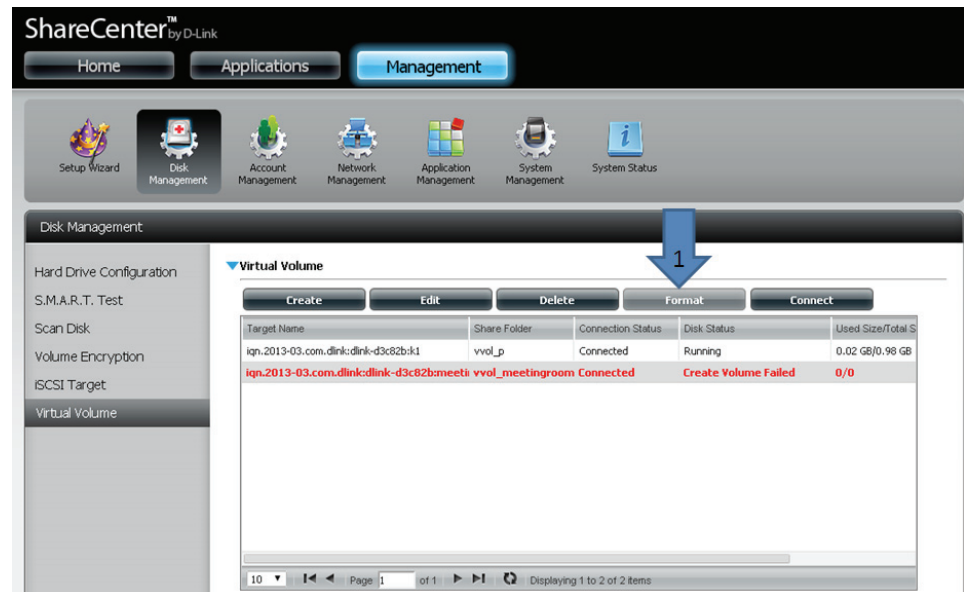 ShareCenter™ by D-Link
Home Applications Management
Setup Wizard
Disk Management
Account Management
Network Management
Application Management
System Management
System Status
Disk Management
Hard Drive Configuration
S.M.A.R.T. Test
Scan Disk
Volume Encryption
iSCSI Target
Virtual Volume
Virtual Volume
1
Create Edit Delete Format Connect
Target Name Share Folder Connection Status Disk Status Used Size/Total S
iqn.2013-03.com.dlink:dlink-d3c82b:k1 vvol_p Connected Running 0.02 GB/0.98 GB
iqn.2013-03.com.dlink:dlink-d3c82b:meeti vvol_meetingroom Connected Create Volume Failed 0/0
10 Page 1 of 1 Displaying 1 to 2 of 2 items